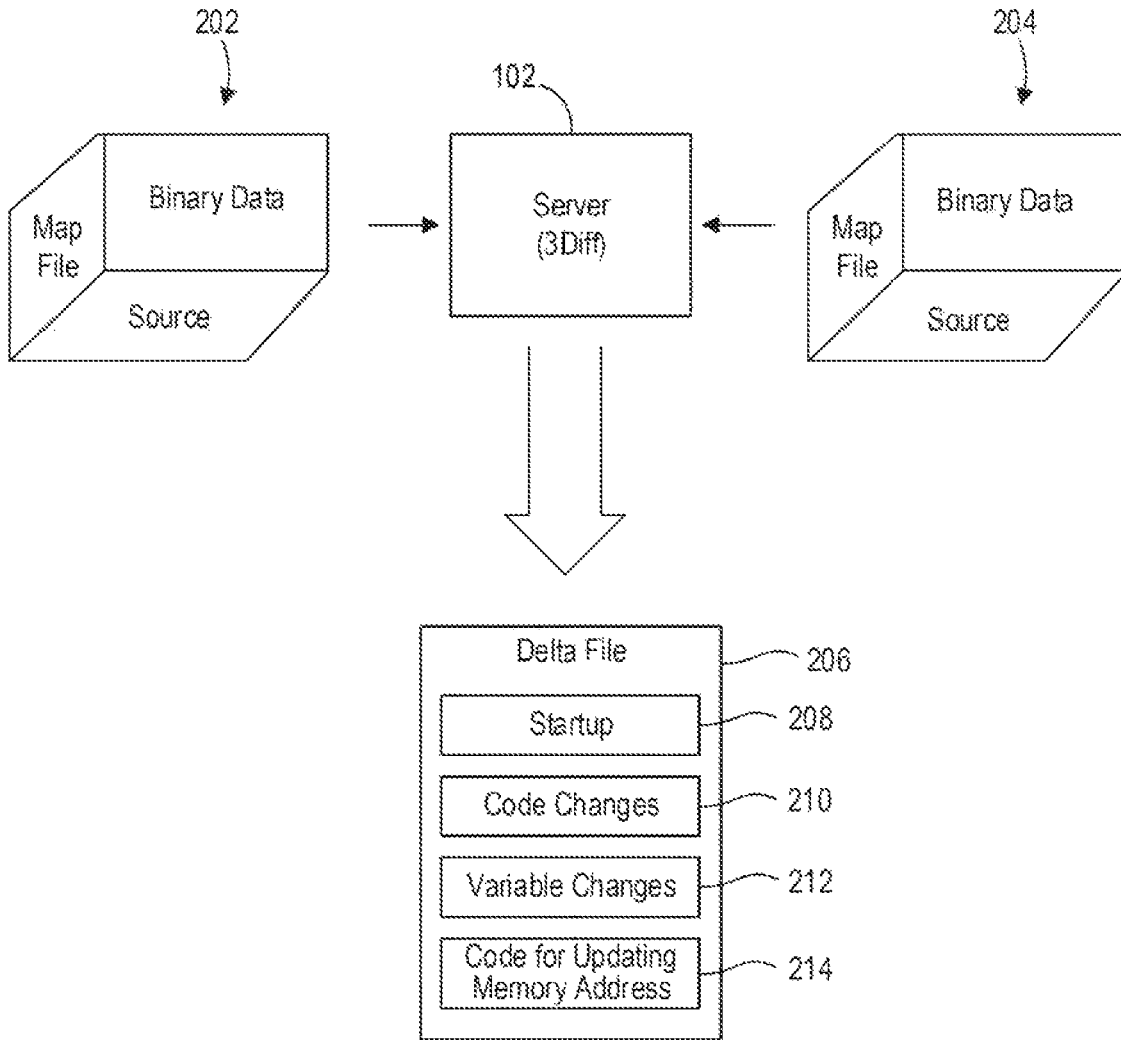 202
204
102
Map
File
Binary Data
Source
Server
(3Diff)
Map
File
Binary Data
Source
Delta File
206
Startup
208
Code Changes
210
Variable Changes
212
Code for Updating
Memory Address
214